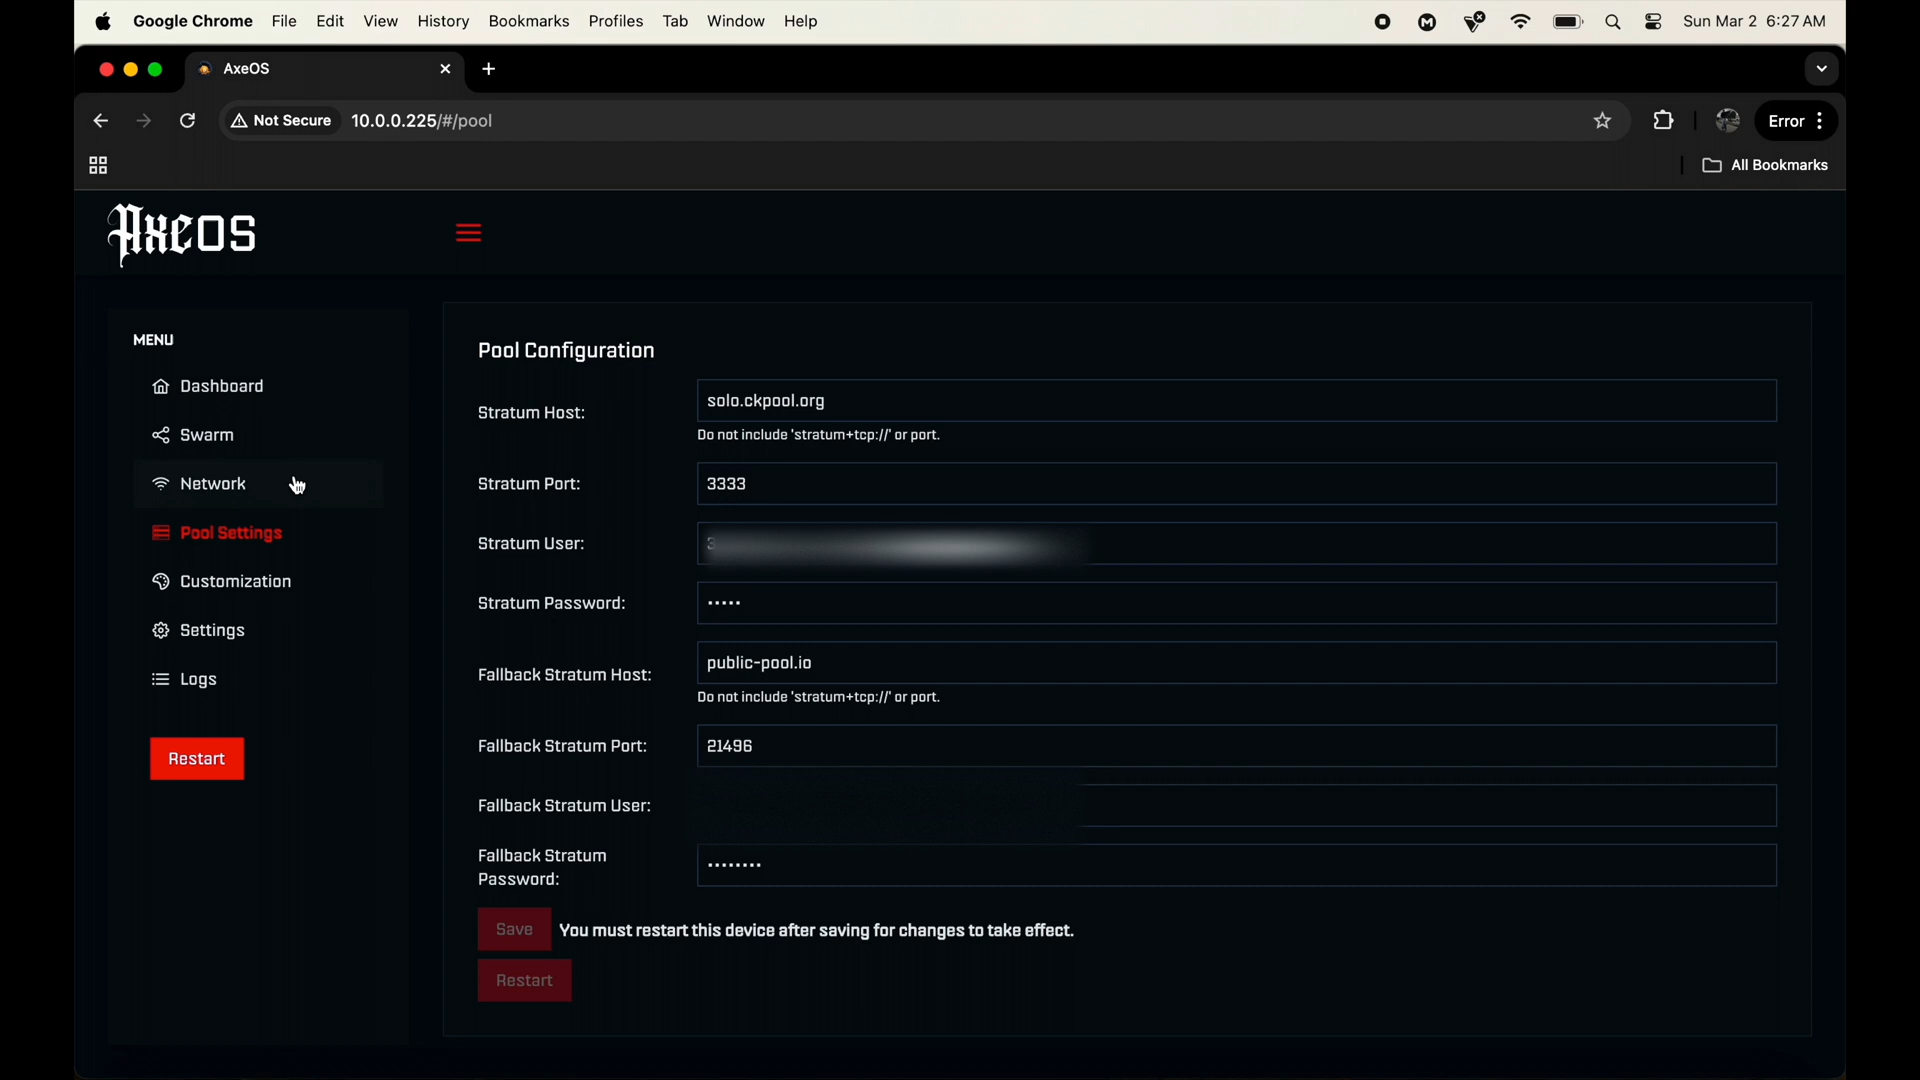 Google Chrome File Edit View History Bookmarks Profiles Tab Window Help Sun Mar 2 6:27 AM
AxeOS
Not Secure 10.0.0.225/#/pool Error
All Bookmarks
AxeOS
MENU
Dashboard
Swarm
Network
Pool Settings
Customization
Settings
Logs
Restart
Pool Configuration
Stratum Host: solo.ckpool.org
Do not include 'stratum+tcp://' or port.
Stratum Port: 3333
Stratum User:
Stratum Password: •••••
Fallback Stratum Host: public-pool.io
Do not include 'stratum+tcp://' or port.
Fallback Stratum Port: 21496
Fallback Stratum User:
Fallback Stratum
Password: ••••••••
Save You must restart this device after saving for changes to take effect.
Restart